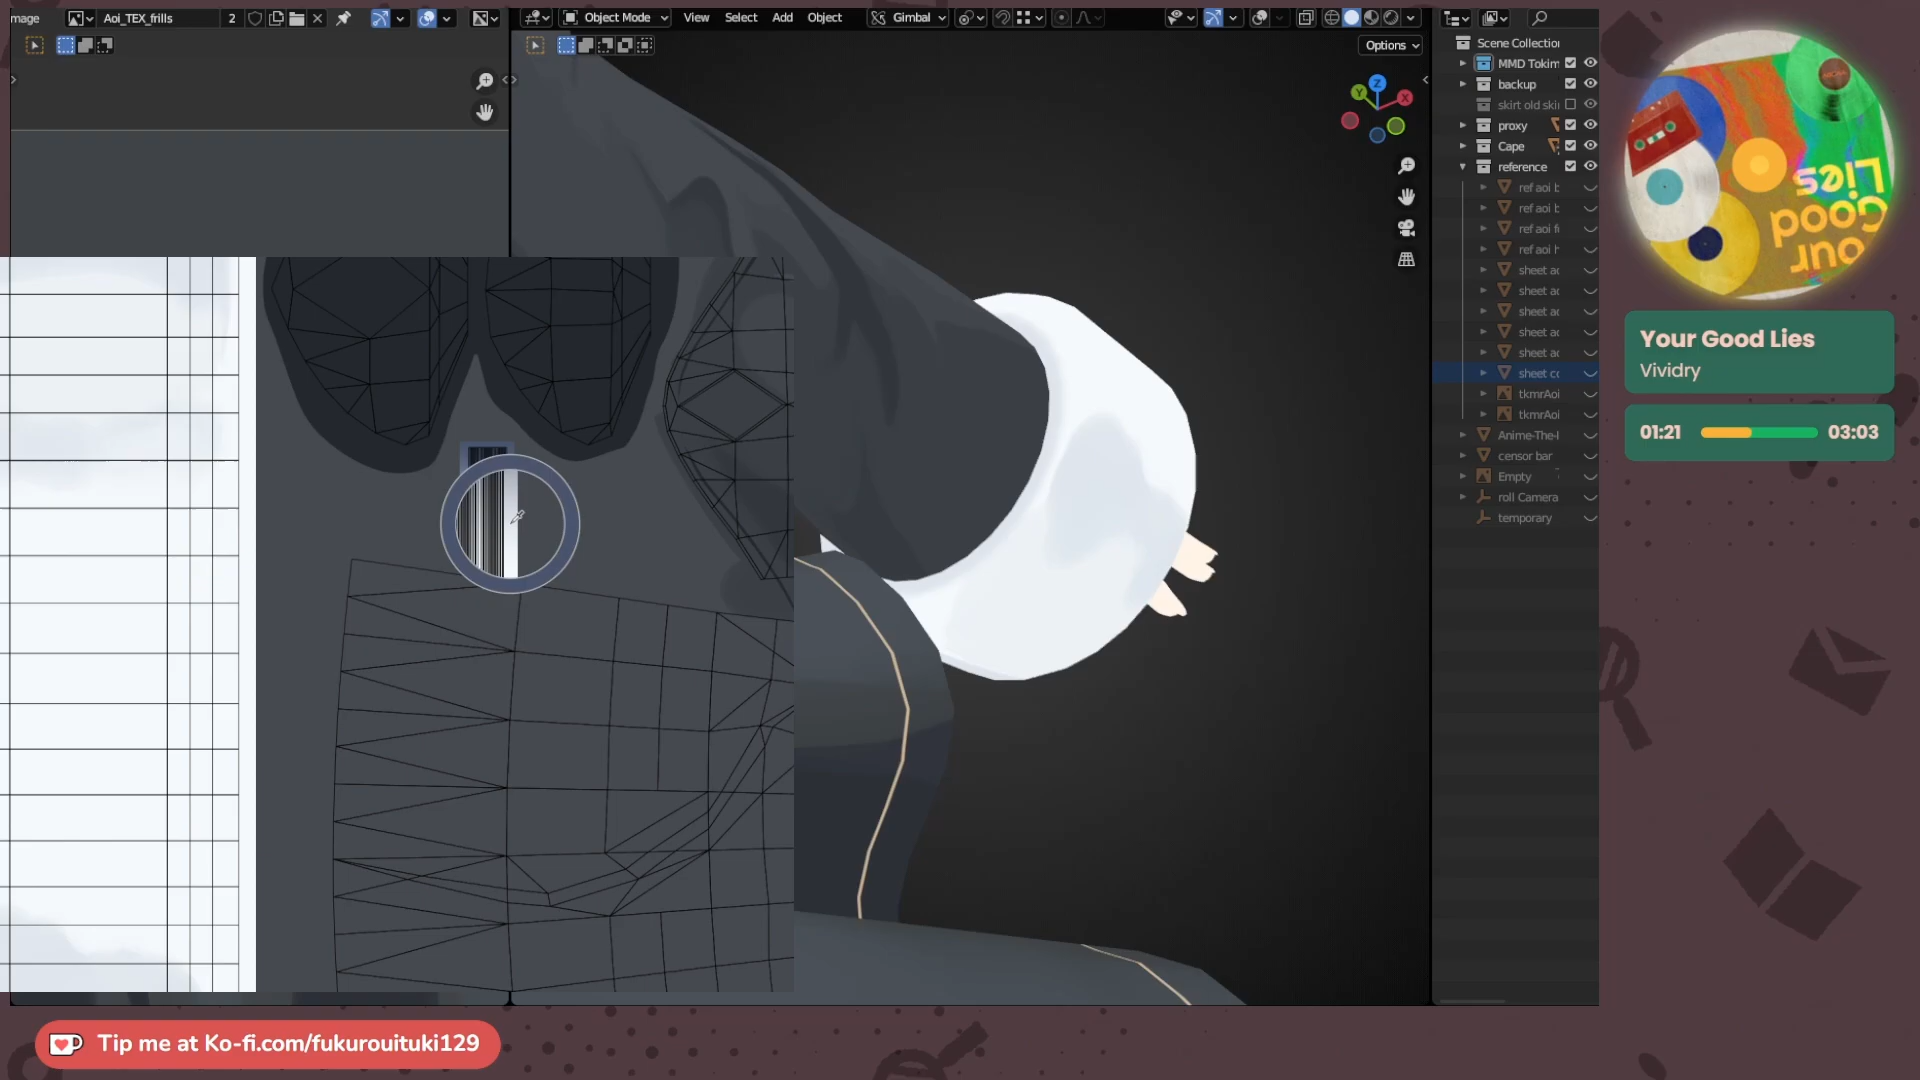 mage
Aoi_TEX_frills
2
Object Mode
View
Select
Add
Object
Gimbal
Options
Z
Y
X
Scene Collection
MMD Tokim
backup
skirt old ski
proxy
Cape
reference
ref aoi b
ref aoi b
ref aoi f
ref aoi h
sheet ac
sheet ac
sheet ac
sheet ac
sheet ac
sheet cc
tkmrAoi
tkmrAoi
Anime-The-
censor bar
Empty
roll Camera
temporary
our
Good
Lies
Your Good Lies
Vividry
01:21
03:03
Tip me at Ko-fi.com/fukurouituki129